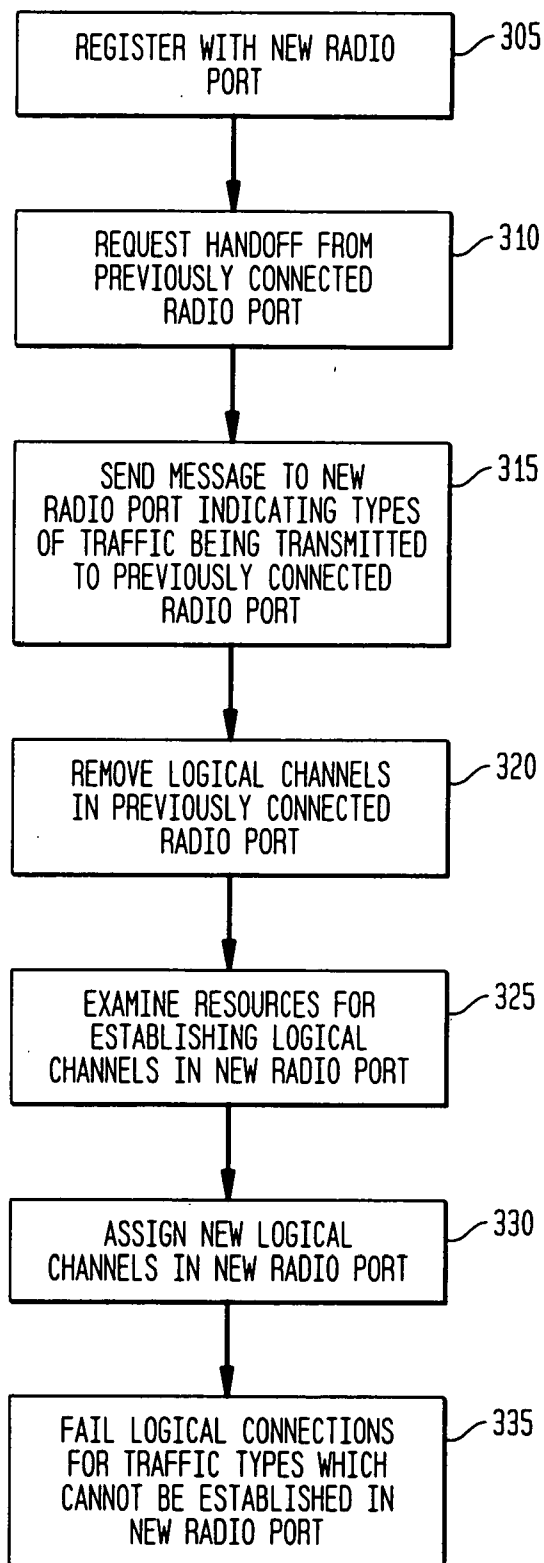 REGISTER WITH NEW RADIO
PORT
305
REQUEST HANDOFF FROM
PREVIOUSLY CONNECTED
RADIO PORT
310
SEND MESSAGE TO NEW
RADIO PORT INDICATING TYPES
OF TRAFFIC BEING TRANSMITTED
TO PREVIOUSLY CONNECTED
RADIO PORT
315
REMOVE LOGICAL CHANNELS
IN PREVIOUSLY CONNECTED
RADIO PORT
320
EXAMINE RESOURCES FOR
ESTABLISHING LOGICAL
CHANNELS IN NEW RADIO PORT
325
ASSIGN NEW LOGICAL
CHANNELS IN NEW RADIO PORT
330
FAIL LOGICAL CONNECTIONS
FOR TRAFFIC TYPES WHICH
CANNOT BE ESTABLISHED IN
NEW RADIO PORT
335